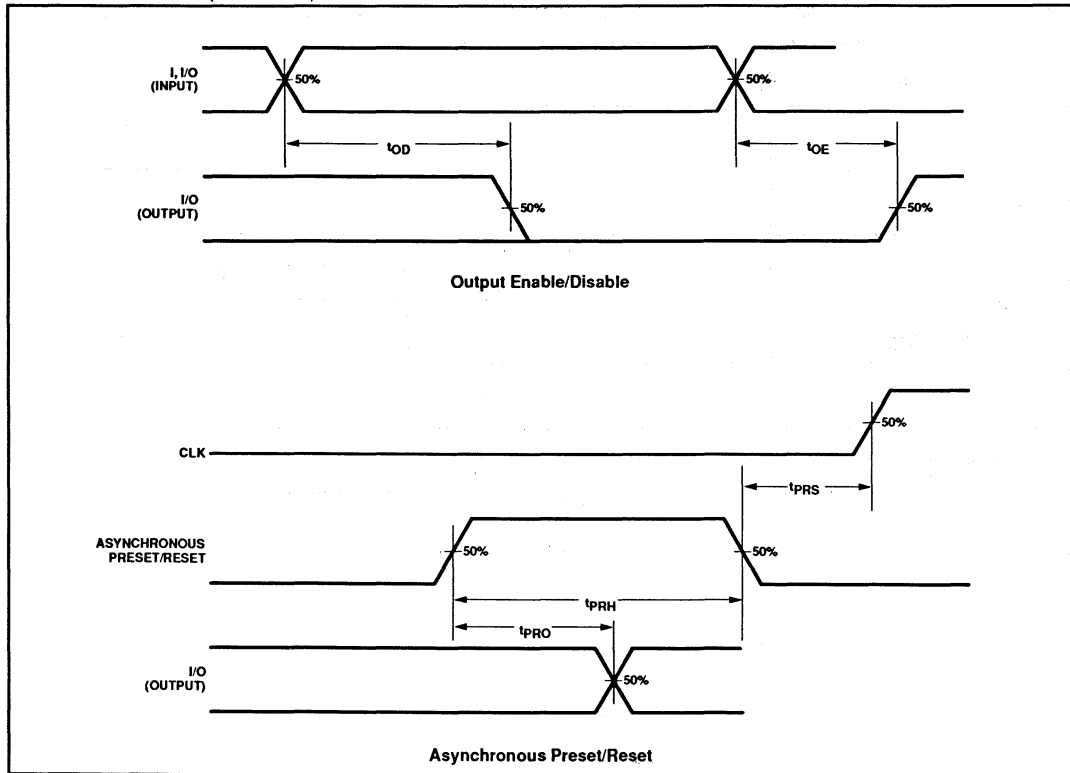 I, I/O
(INPUT)
50%
50%
tOD
tOE
I/O
(OUTPUT)
50%
50%
Output Enable/Disable
50%
CLK
tPRS
ASYNCHRONOUS
PRESET/RESET
50%
50%
tPRH
tPRO
I/O
(OUTPUT)
50%
Asynchronous Preset/Reset